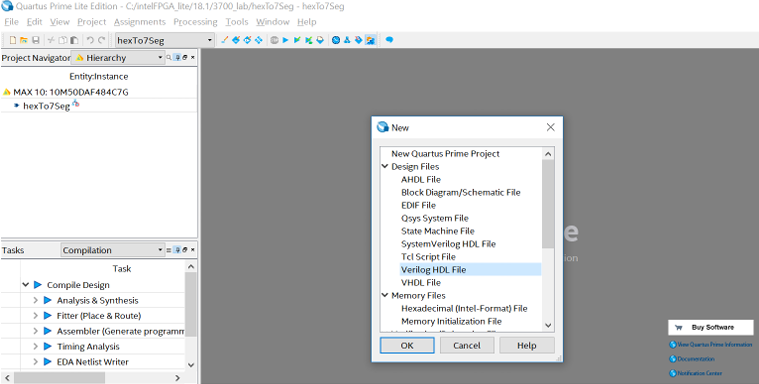 Quartus Prime Lite Edition - C:/intelFPGA_lite/18.1/3700_lab/hexTo7Seg - hexTo7Seg
File Edit View Project Assignments Processing Tools Window Help
hexTo7Seg
Project Navigator Hierarchy
Entity:Instance
MAX 10: 10M50DAF484C7G
hexTo7Seg
Tasks Compilation
Task
Compile Design
Analysis & Synthesis
Fitter (Place & Route)
Assembler (Generate programm
Timing Analysis
EDA Netlist Writer
New
New Quartus Prime Project
Design Files
AHDL File
Block Diagram/Schematic File
EDIF File
Qsys System File
State Machine File
SystemVerilog HDL File
Tcl Script File
Verilog HDL File
VHDL File
Memory Files
Hexadecimal (Intel-Format) File
Memory Initialization File
OK Cancel Help
e
ion
Buy Software
View Quartus Prime Information
Documentation
Notification Center